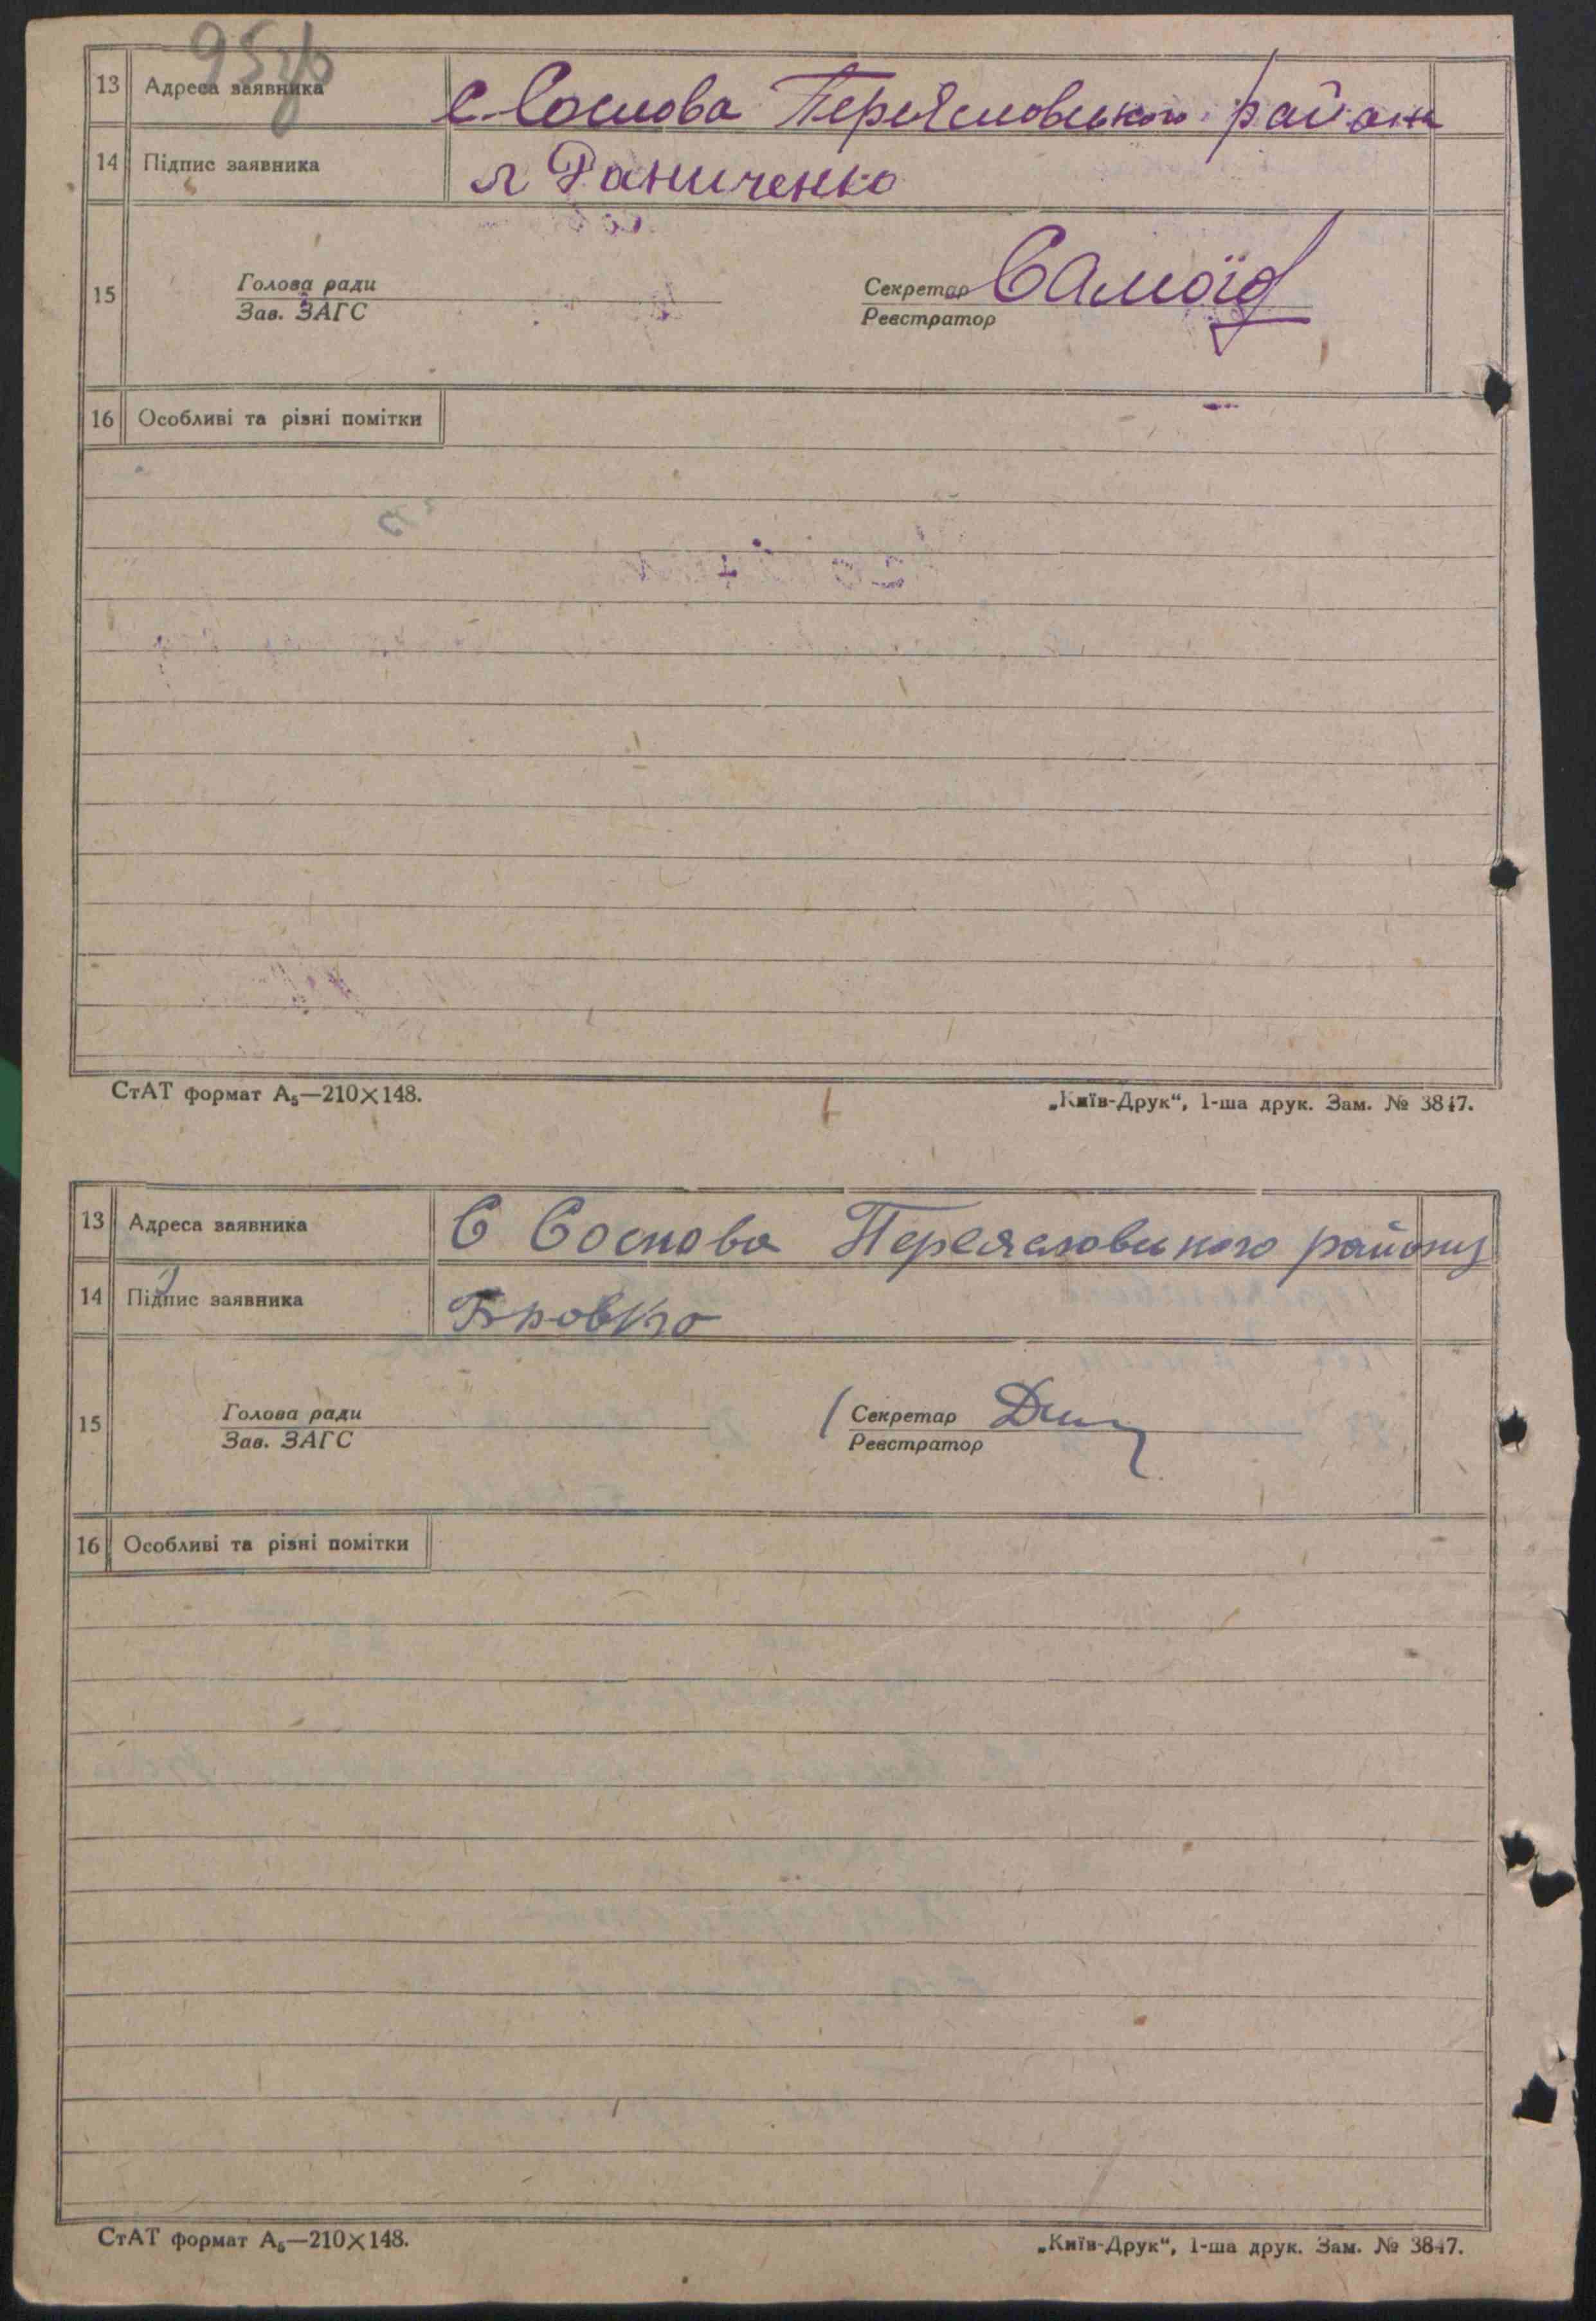 95зв
13 Адреса заявника с. Соснова Переяславського району
14 Підпис заявника Раниченко
15 Голова ради Секретар Самойд
Зав. ЗАГС Реєстратор
16 Особливі та різні помітки
СтАТ формат А₅—210×148. „Київ-Друк“, 1-ша друк. Зам. № 3847.
13 Адреса заявника С Соснова Переяславського району
14 Підпис заявника Бровко
15 Голова ради Секретар
Зав. ЗАГС Реєстратор
16 Особливі та різні помітки
СтАТ формат А₅—210×148. „Київ-Друк“, 1-ша друк. Зам. № 3847.